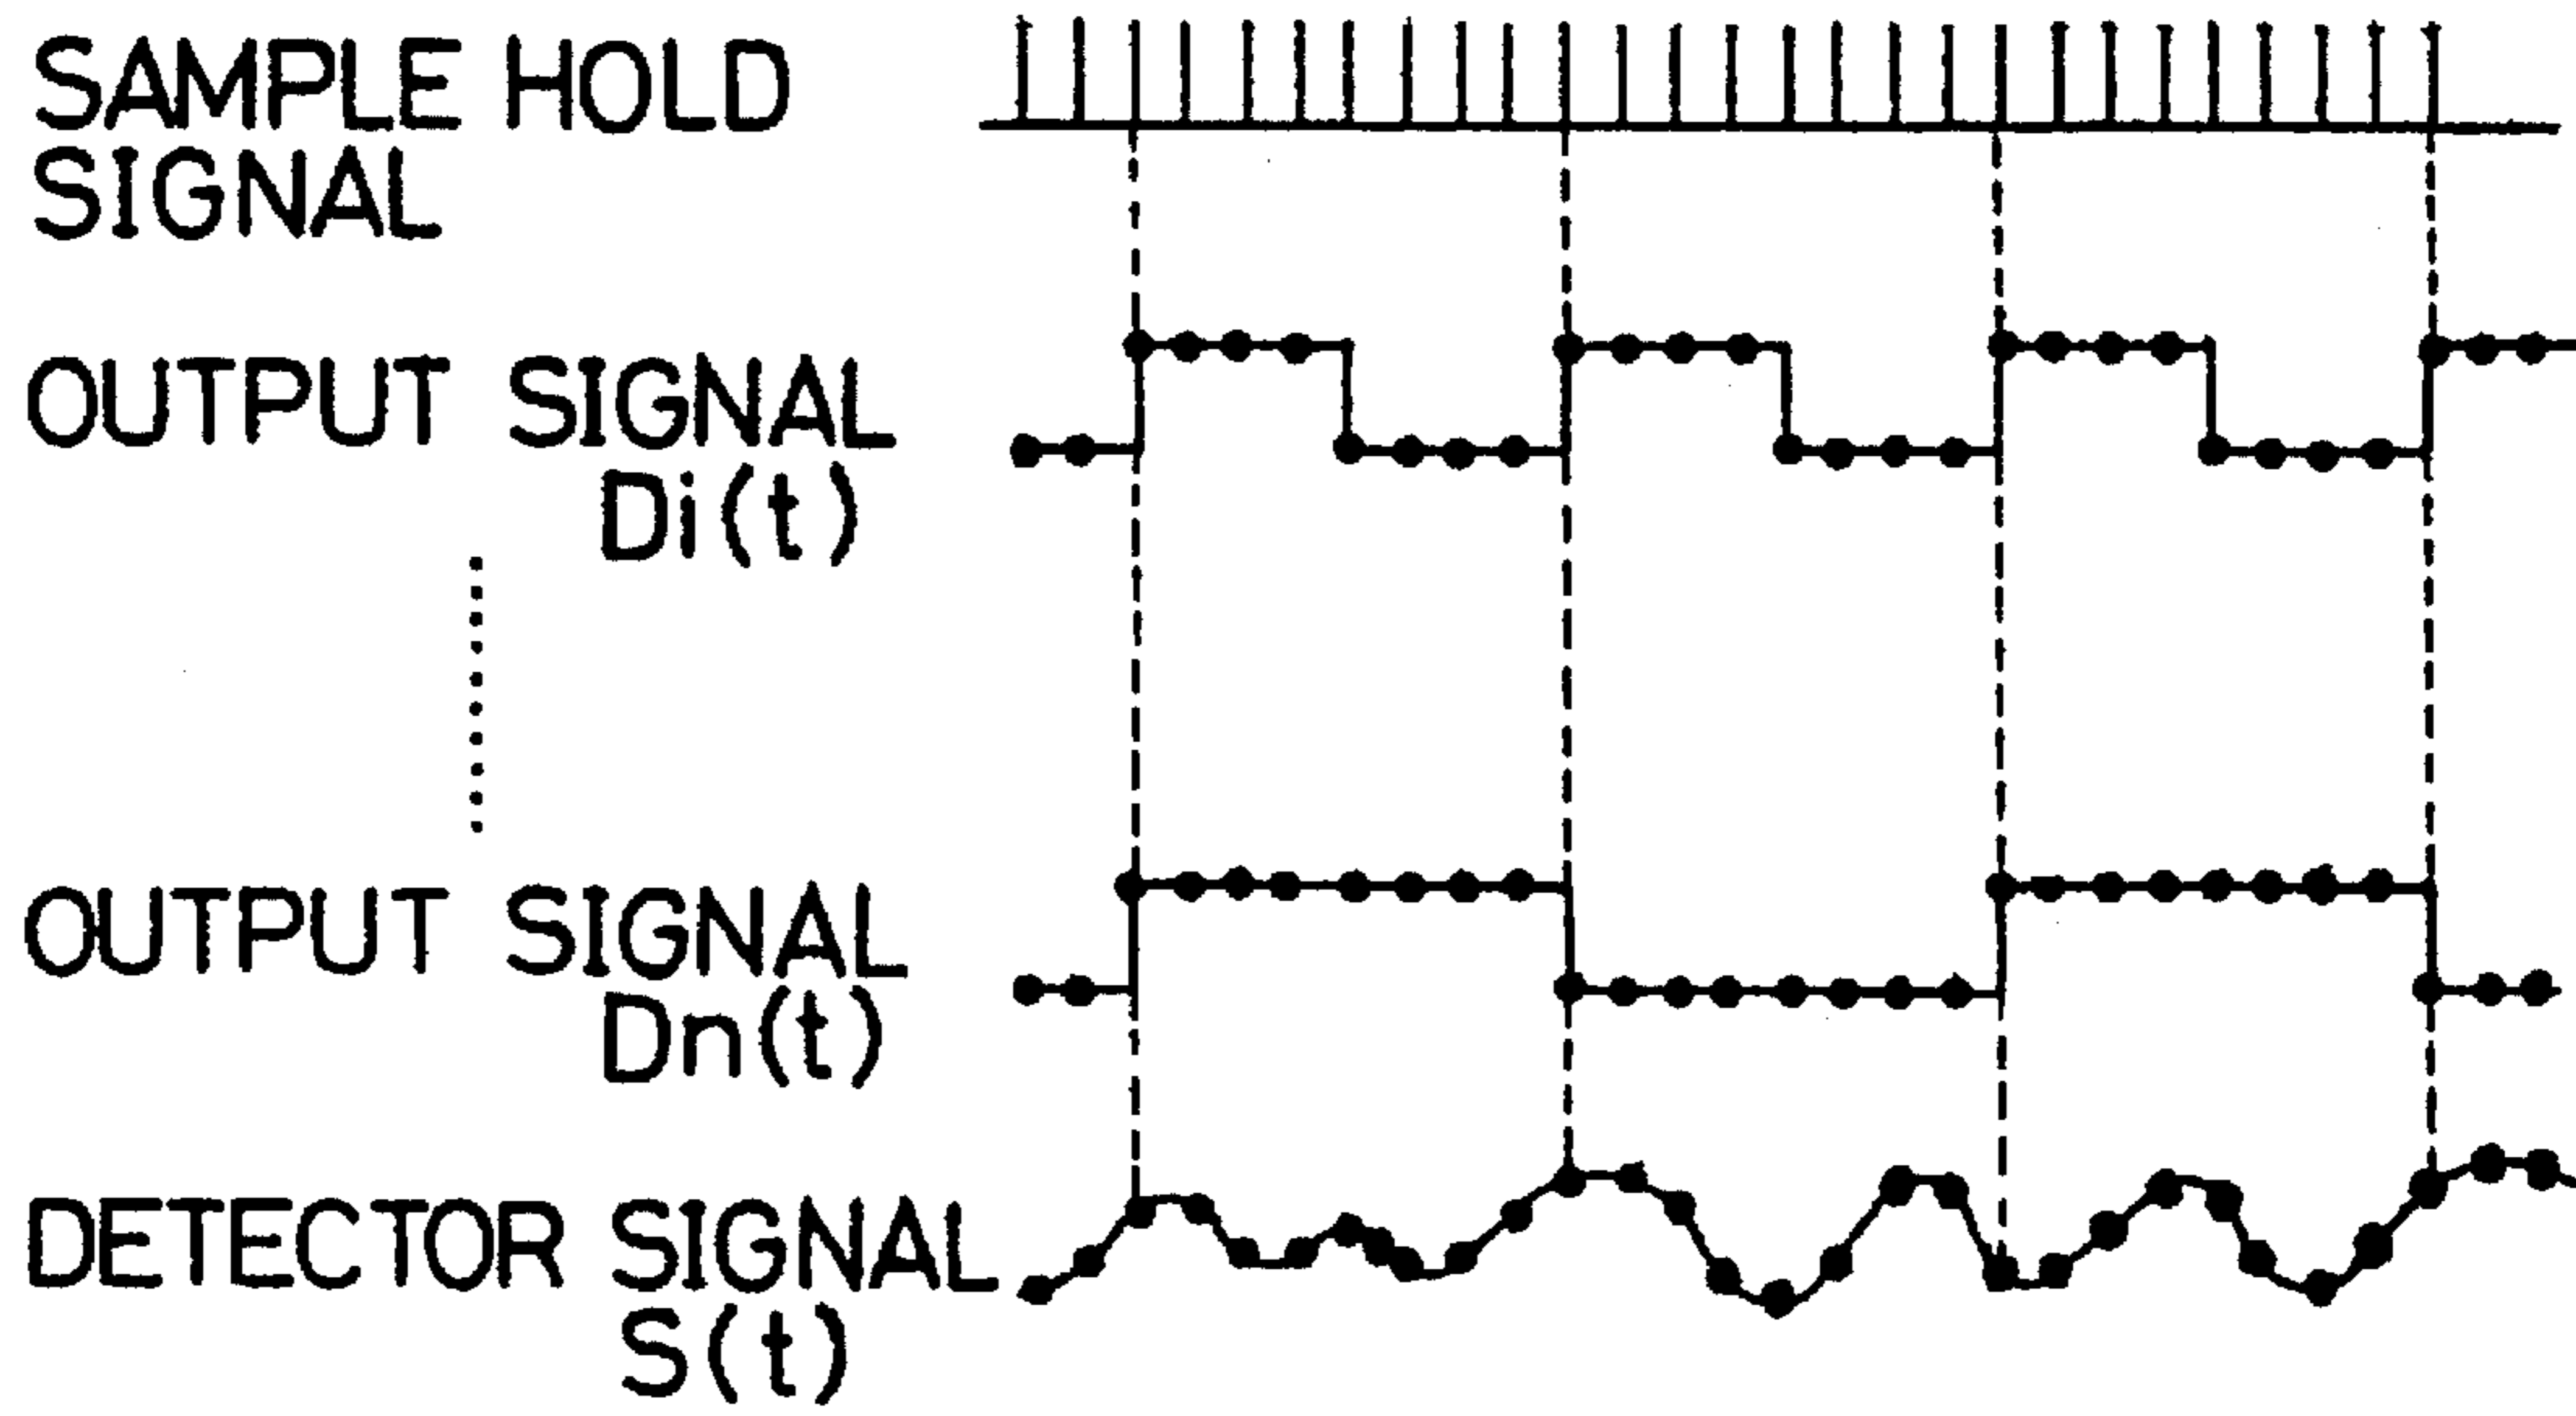 SAMPLE HOLD
SIGNAL
OUTPUT SIGNAL
Di(t)
OUTPUT SIGNAL
Dn(t)
DETECTOR SIGNAL
S(t)